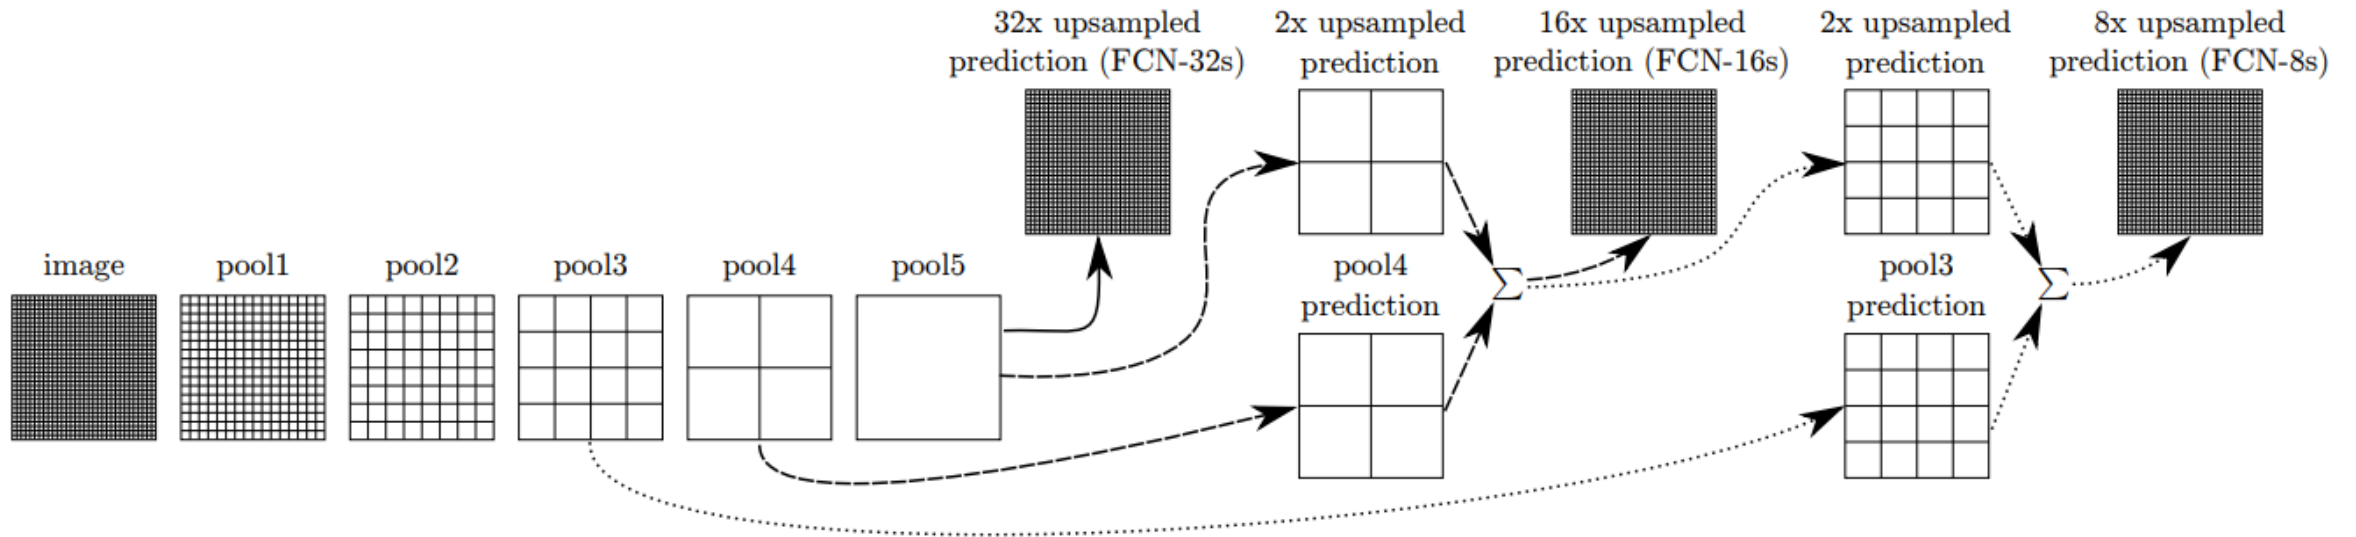 32x upsampled
prediction (FCN-32s)
2x upsampled
prediction
16x upsampled
prediction (FCN-16s)
2x upsampled
prediction
8x upsampled
prediction (FCN-8s)
image
pool1
pool2
pool3
pool4
pool5
pool4
prediction
∑
pool3
prediction
∑